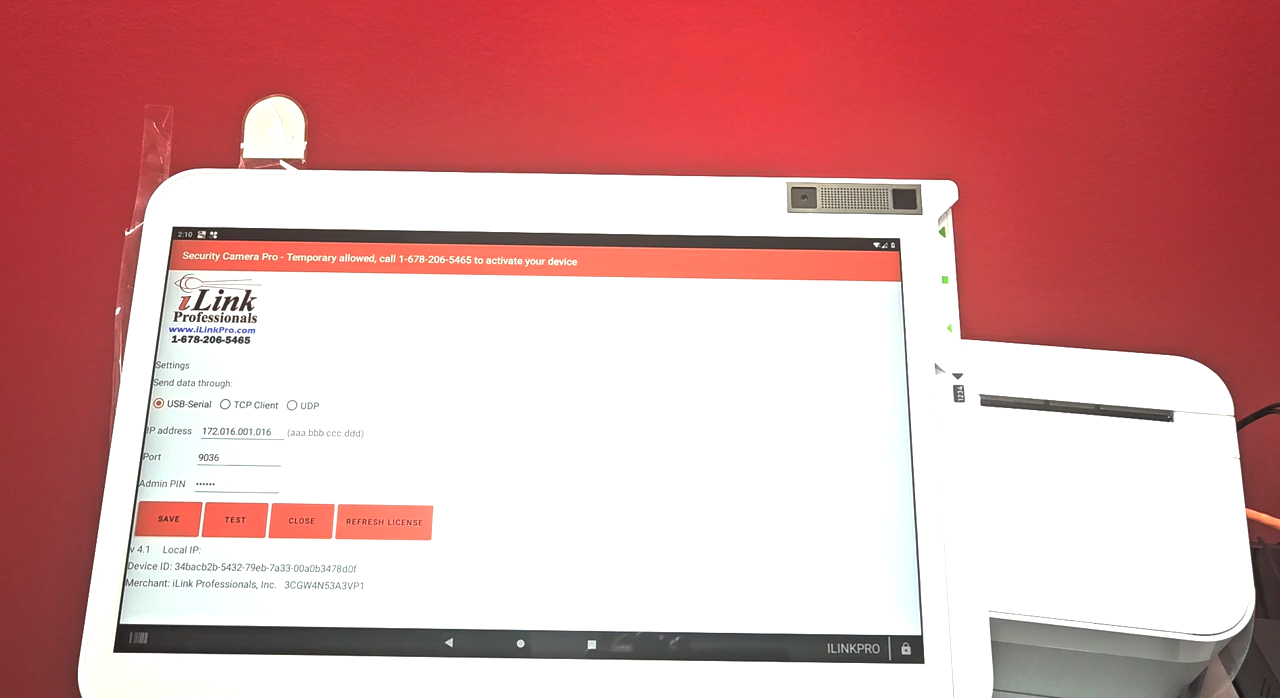 2:10
Security Camera Pro - Temporary allowed, call 1-678-206-5465 to activate your device
iLink
Professionals
www.iLinkPro.com
1-678-206-5465
Settings
Send data through:
USB-Serial TCP Client UDP
IP address 172.016.001.016 (aaa.bbb.ccc.ddd)
Port 9036
Admin PIN ••••••
SAVE TEST CLOSE REFRESH LICENSE
v 4.1 Local IP:
Device ID: 34bacb2b-5432-79eb-7a33-00a0b3478d0f
Merchant: iLink Professionals, Inc. 3CGW4N53A3VP1
ILINKPRO
1234